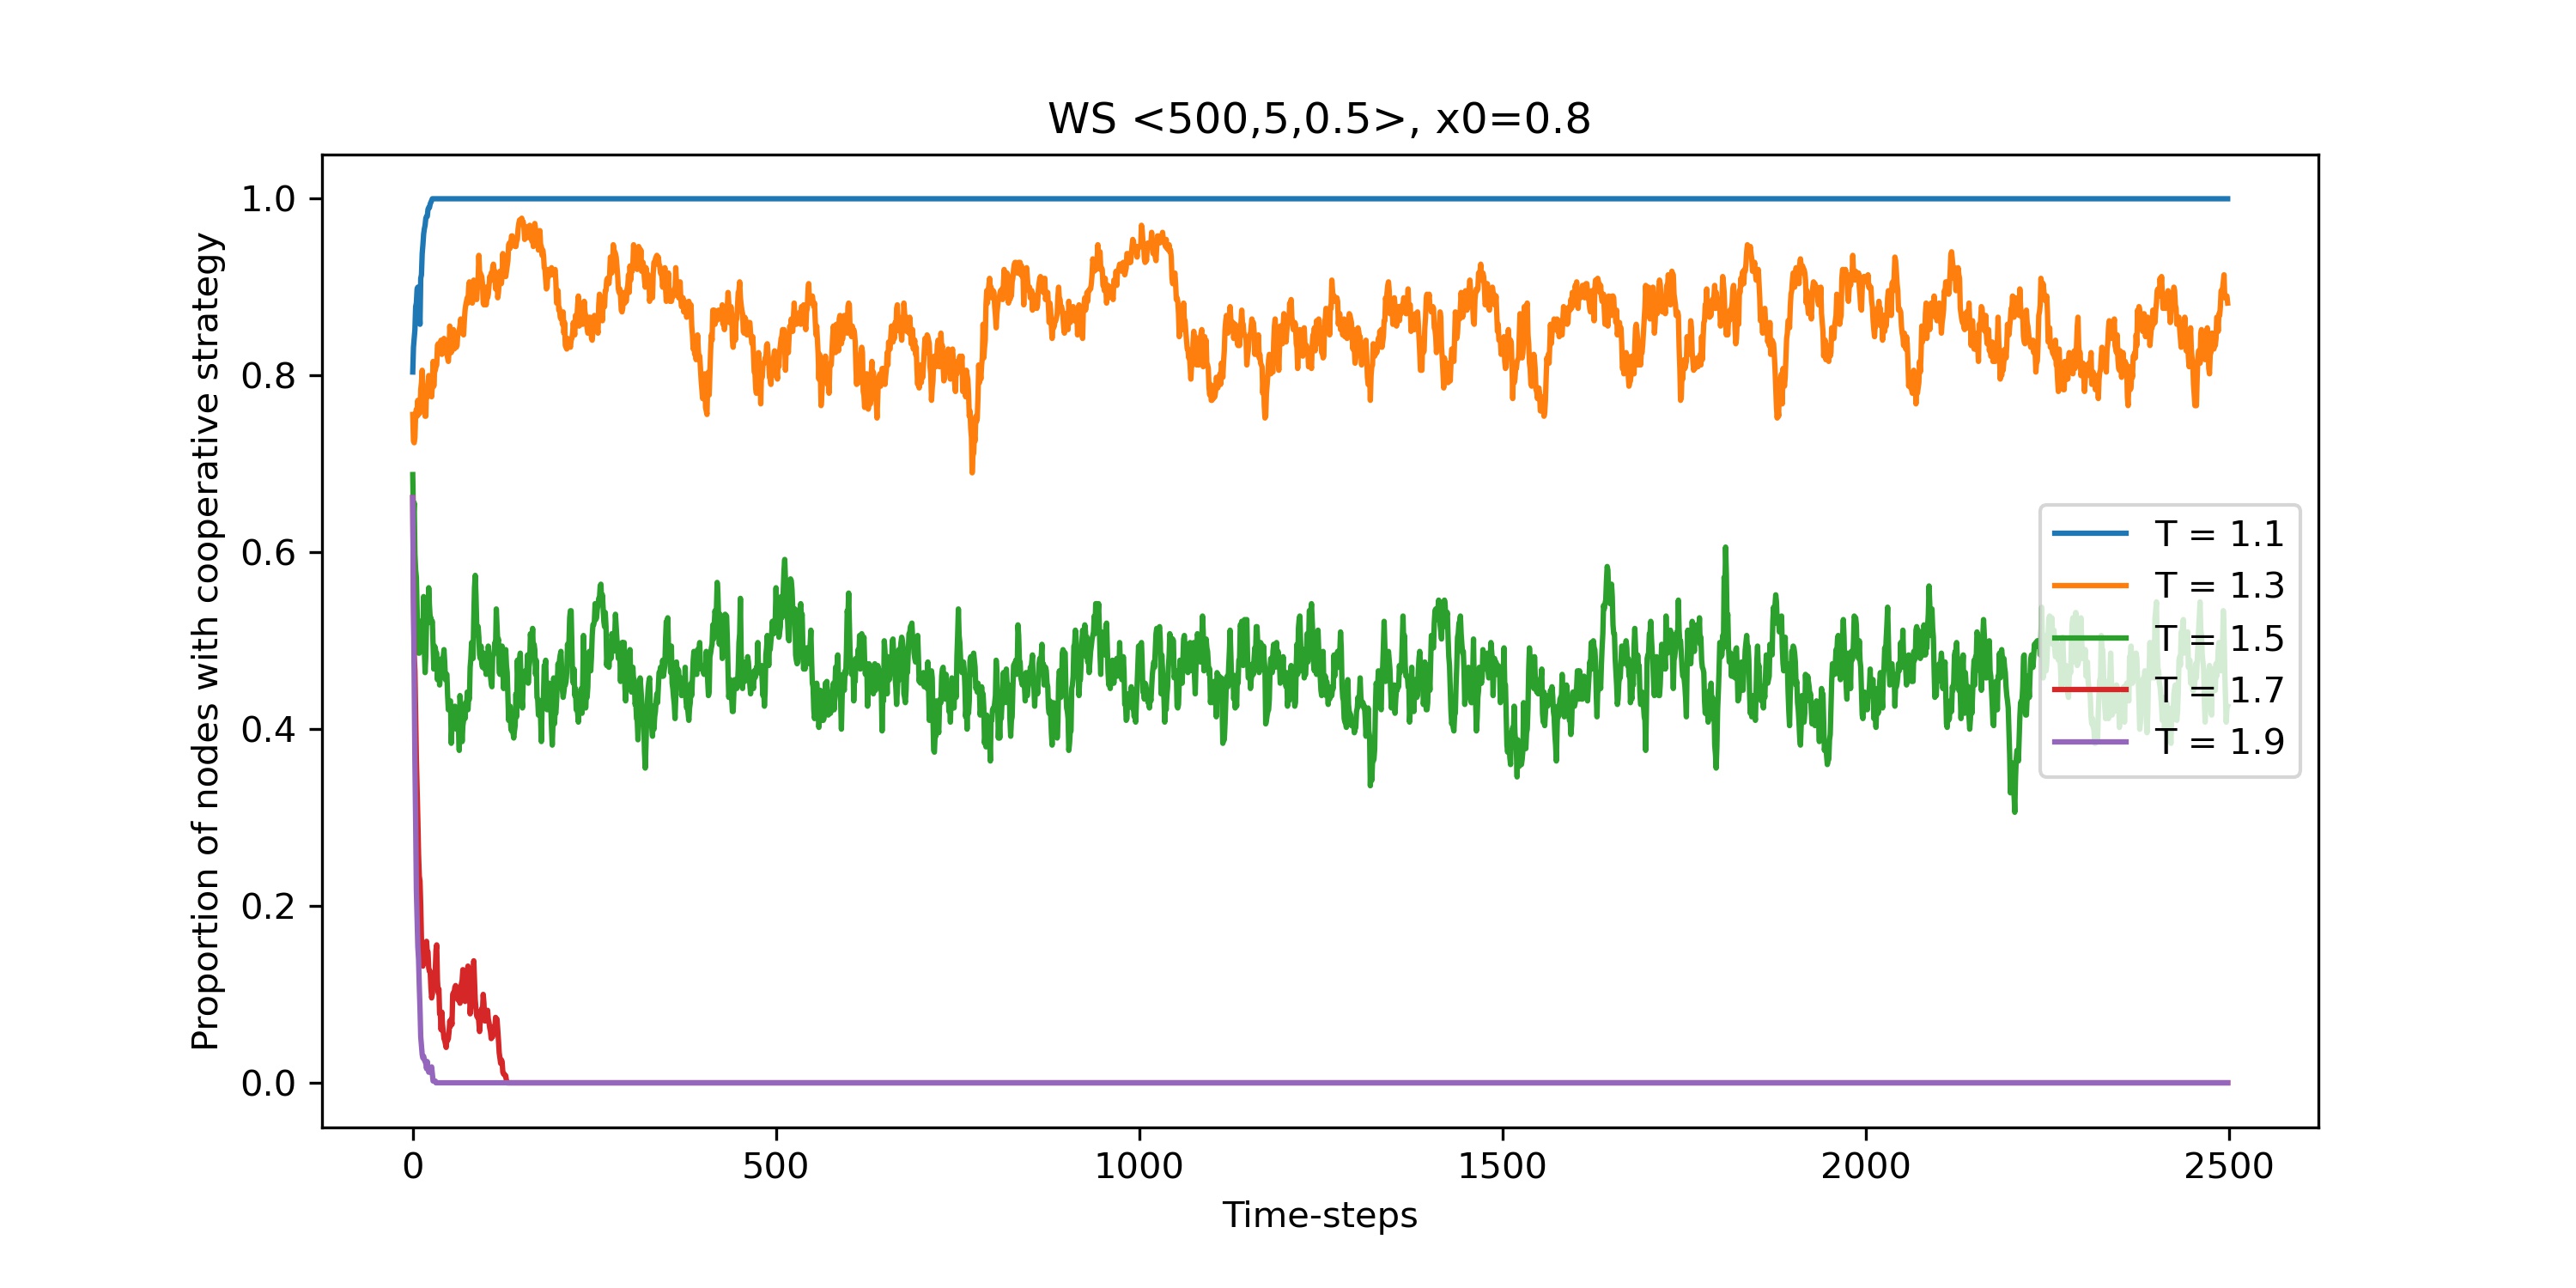 WS <500,5,0.5>, x0=0.8
Proportion of nodes with cooperative strategy
1.0
0.8
0.6
0.4
0.2
0.0
T = 1.1
T = 1.3
T = 1.5
T = 1.7
T = 1.9
0 500 1000 1500 2000 2500
Time-steps